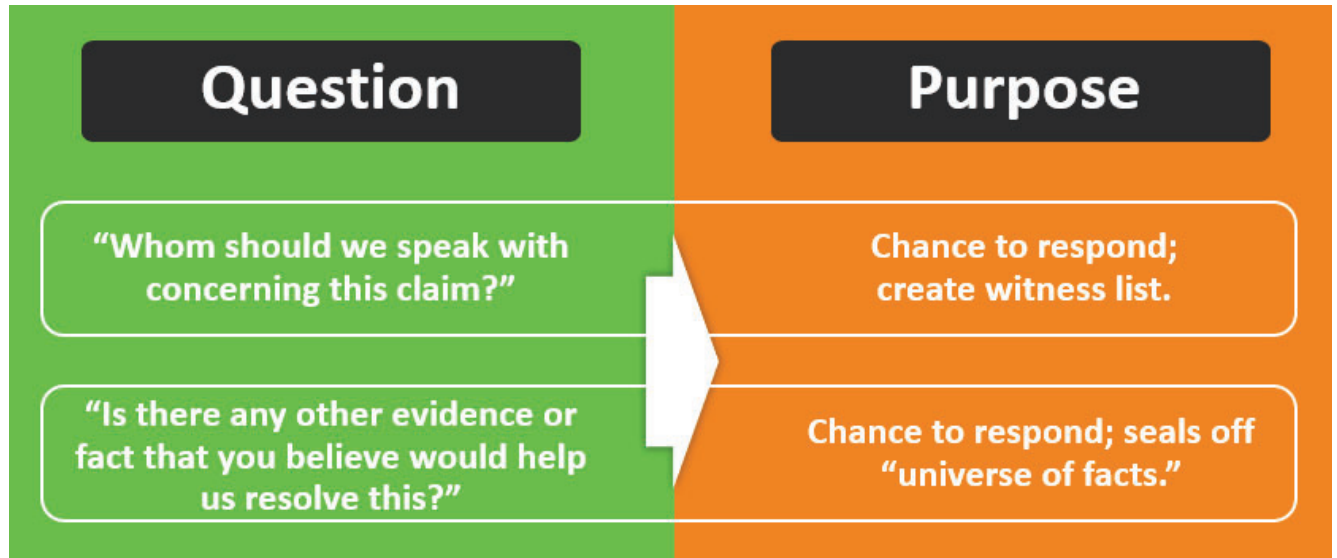 Question
Purpose
“Whom should we speak with
concerning this claim?”
Chance to respond;
create witness list.
“Is there any other evidence or
fact that you believe would help
us resolve this?”
Chance to respond; seals off
“universe of facts.”